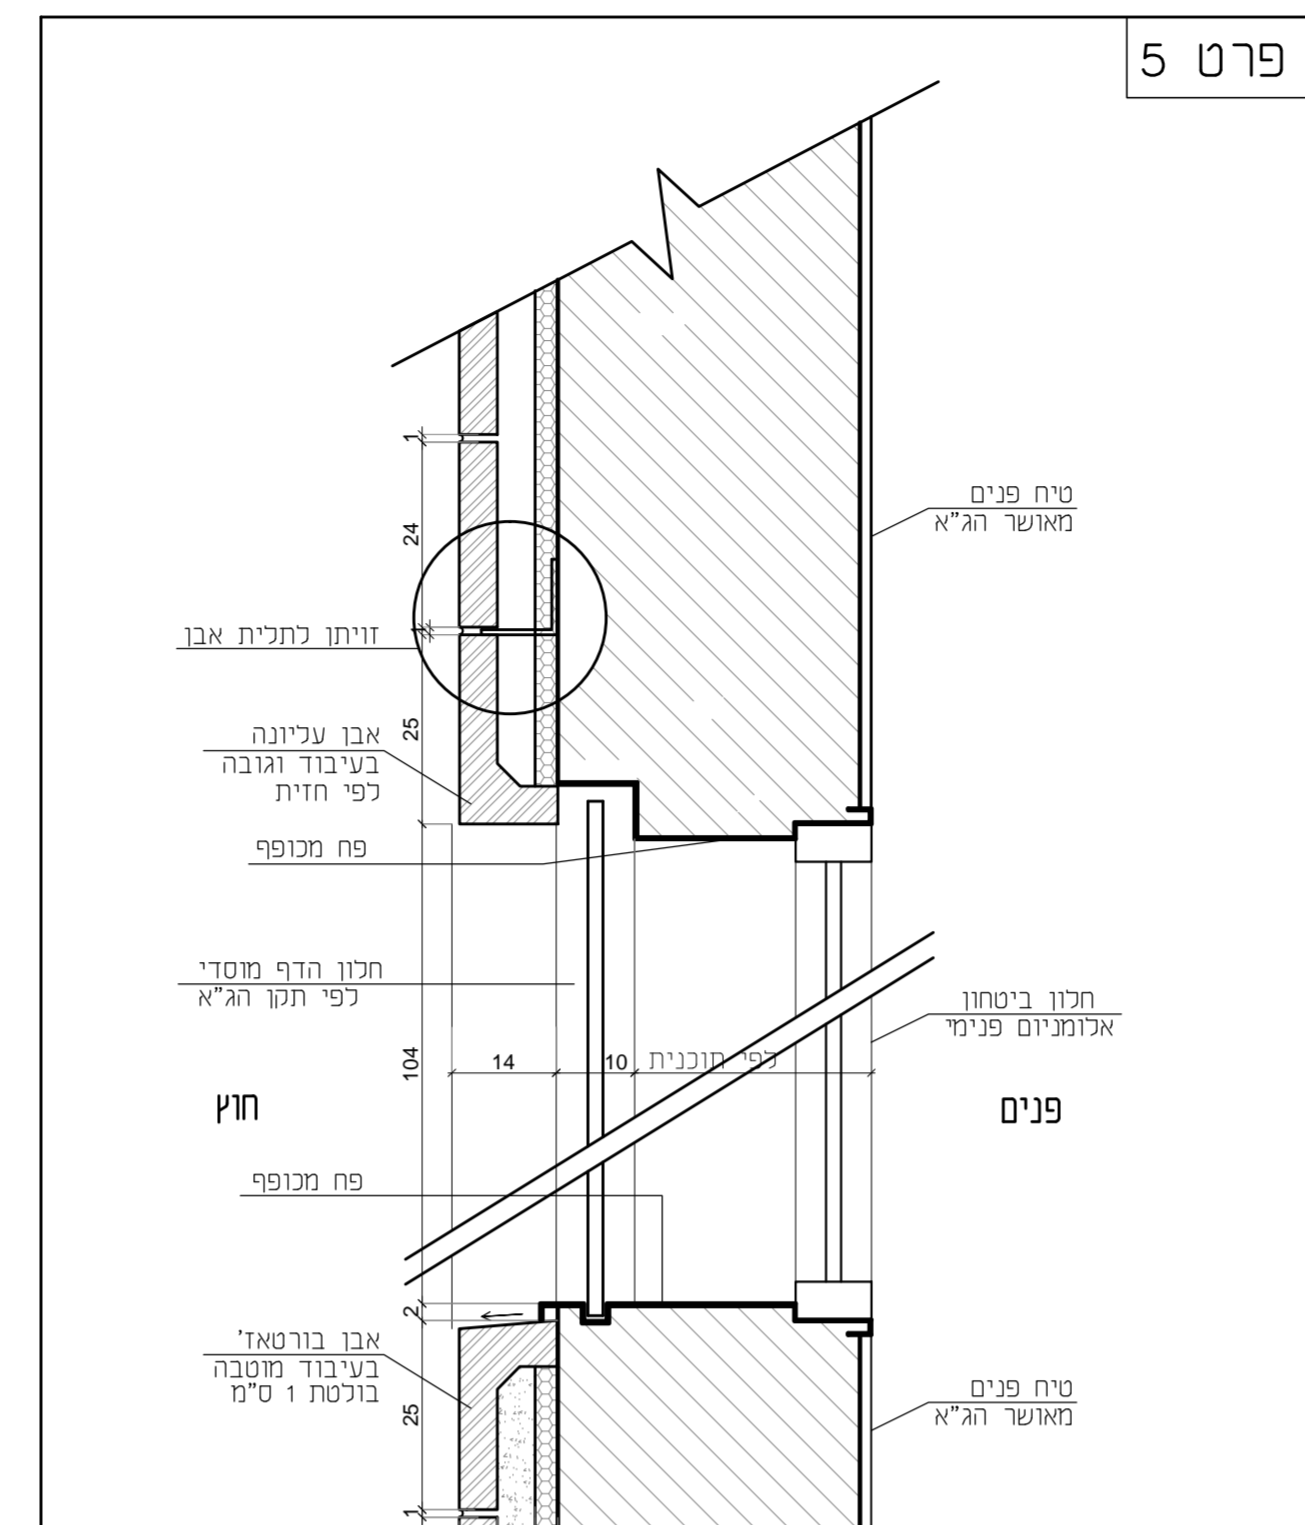 פרט 5
1
24
טיח פנים
מאושר הג"א
1
זויתן לתלית אבן
25
אבן עליונה
בעיבוד וגובה
לפי חזית
פח מכופף
חלון הדף מוסדי
לפי תקן הג"א
חלון ביטחון
אלומניום פנימי
104
14
10
לפי תוכנית
חוץ
פנים
פח מכופף
2
אבן בורטאז'
בעיבוד מוטבה
בולטת 1 ס"מ
25
טיח פנים
מאושר הג"א
1